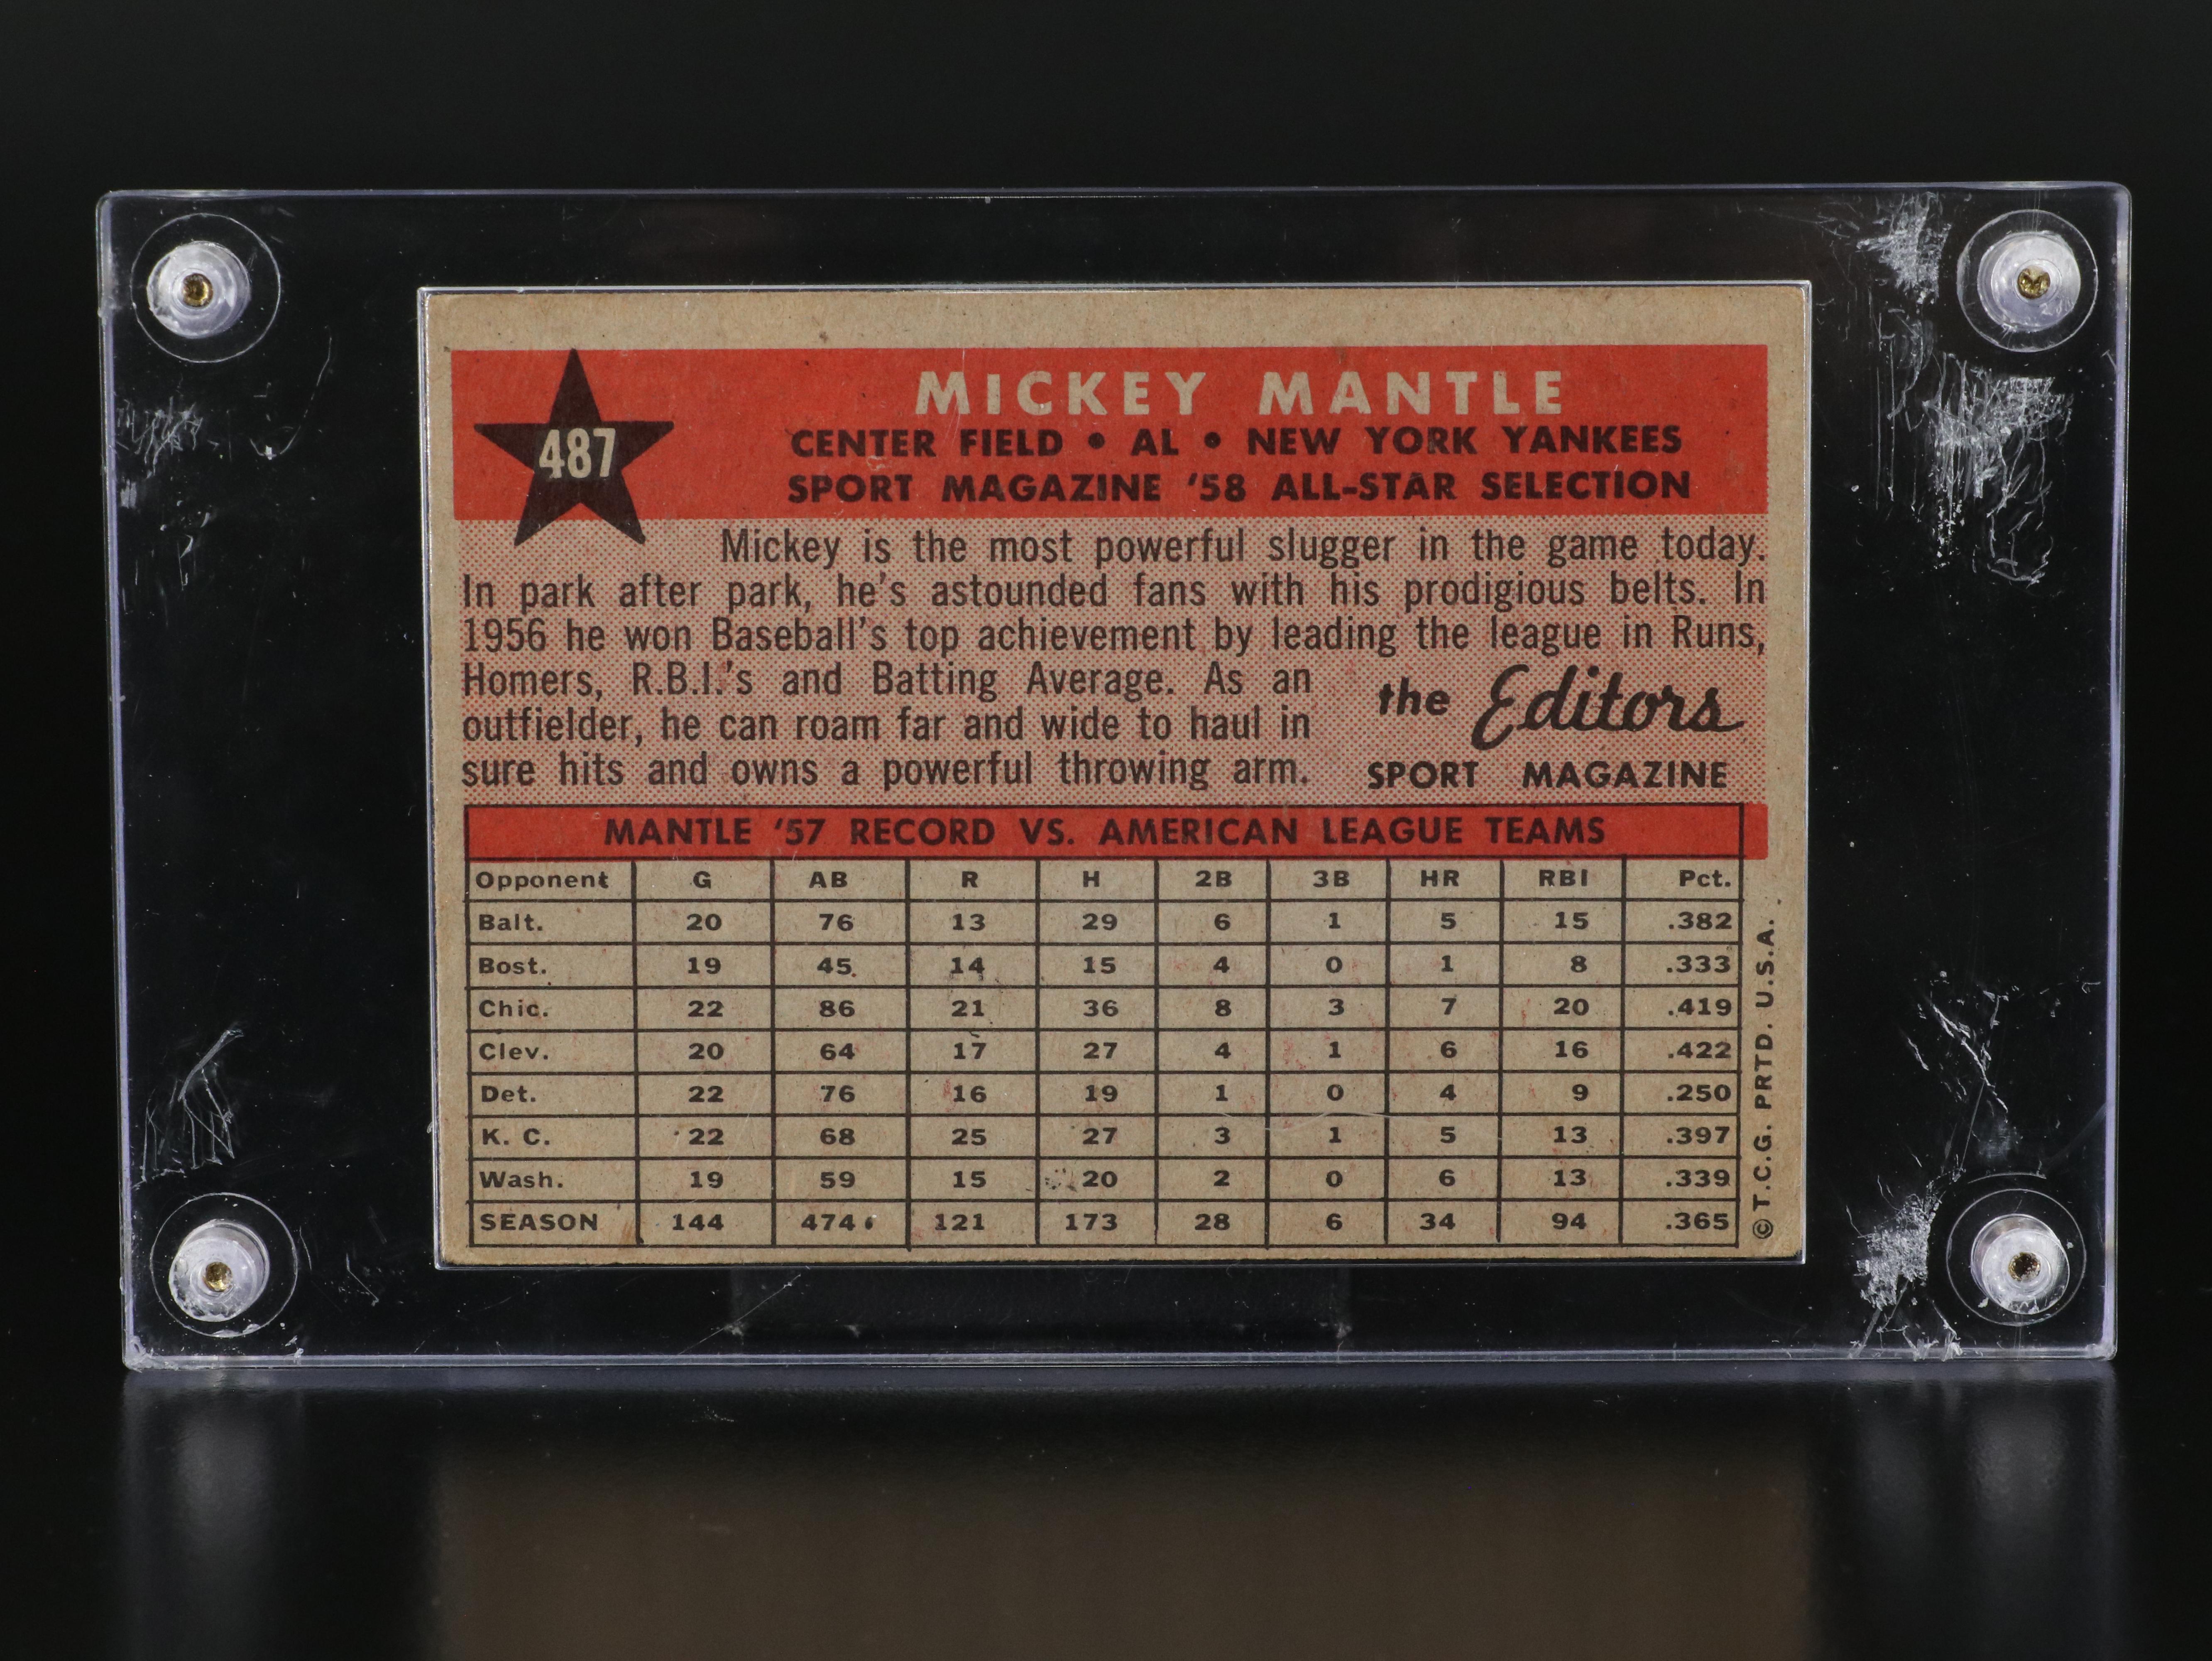 487
MICKEY MANTLE
CENTER FIELD • AL • NEW YORK YANKEES
SPORT MAGAZINE '58 ALL-STAR SELECTION
Mickey is the most powerful slugger in the game today.
In park after park, he's astounded fans with his prodigious belts. In
1956 he won Baseball's top achievement by leading the league in Runs,
Homers, R.B.I.'s and Batting Average. As an
outfielder, he can roam far and wide to haul in
sure hits and owns a powerful throwing arm.
the Editors
SPORT MAGAZINE
MANTLE '57 RECORD VS. AMERICAN LEAGUE TEAMS
Opponent G AB R H 2B 3B HR RBI Pct.
Balt. 20 76 13 29 6 1 5 15 .382
Bost. 19 45 14 15 4 0 1 8 .333
Chic. 22 86 21 36 8 3 7 20 .419
Clev. 20 64 17 27 4 1 6 16 .422
Det. 22 76 16 19 1 0 4 9 .250
K. C. 22 68 25 27 3 1 5 13 .397
Wash. 19 59 15 20 2 0 6 13 .339
SEASON 144 474 121 173 28 6 34 94 .365
© T.C.G. PRTD. U.S.A.